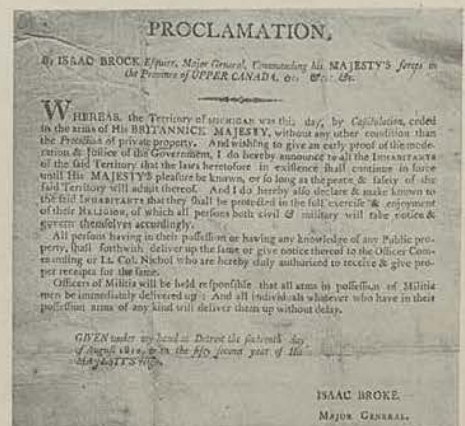 PROCLAMATION.
By ISAAC BROCK Esquire, Major General, Commanding his MAJESTY'S forces in
the Province of UPPER CANADA, &c. &c. &c.
WHEREAS, the Territory of MICHIGAN was this day, by Capitulation, ceded
to the arms of His BRITANNICK MAJESTY, without any other condition than
the Protection of private property. And wishing to give an early proof of the mode-
ration & Justice of the Government, I do hereby announce to all the INHABITANTS
of the said Territory that the laws heretofore in existence shall continue in force
until His MAJESTY'S pleasure be known, or so long as the peace & safety of the
said Territory will admit thereof. And I do hereby also declare & make known to
the said INHABITANTS that they shall be protected in the full exercise & enjoyment
of their RELIGION, of which all persons both civil & military will take notice &
govern themselves accordingly.
All persons having in their possession or having any knowledge of any Public pro-
perty, shall forthwith deliver up the same or give notice thereof to the Officer Com-
manding or Lt. Col. Nichol who are hereby duly authorized to receive & give pro-
per receipts for the same.
Officers of Militia will be held responsible that all arms in possession of Militia
men be immediately delivered up: And all individuals whatever who have in their
possession arms of any kind will deliver them up without delay.
GIVEN under my hand at Detroit the sixteenth day
of August 1812, & in the fifty second year of His
MAJESTY'S reign.
ISAAC BROKE
MAJOR GENERAL.